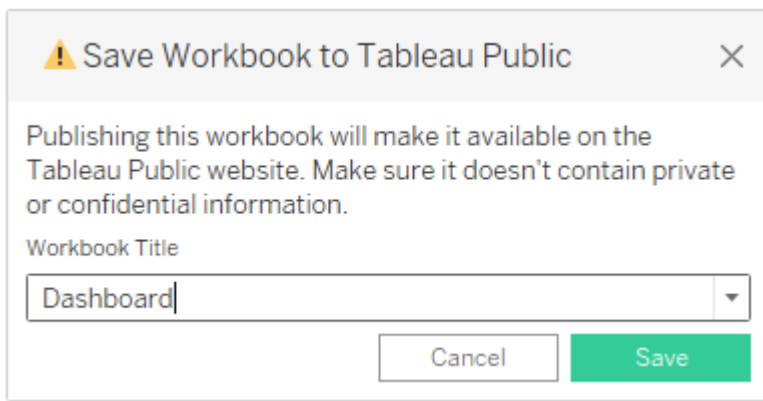 Save Workbook to Tableau Public
Publishing this workbook will make it available on the
Tableau Public website. Make sure it doesn't contain private
or confidential information.
Workbook Title
Dashboard
Cancel
Save